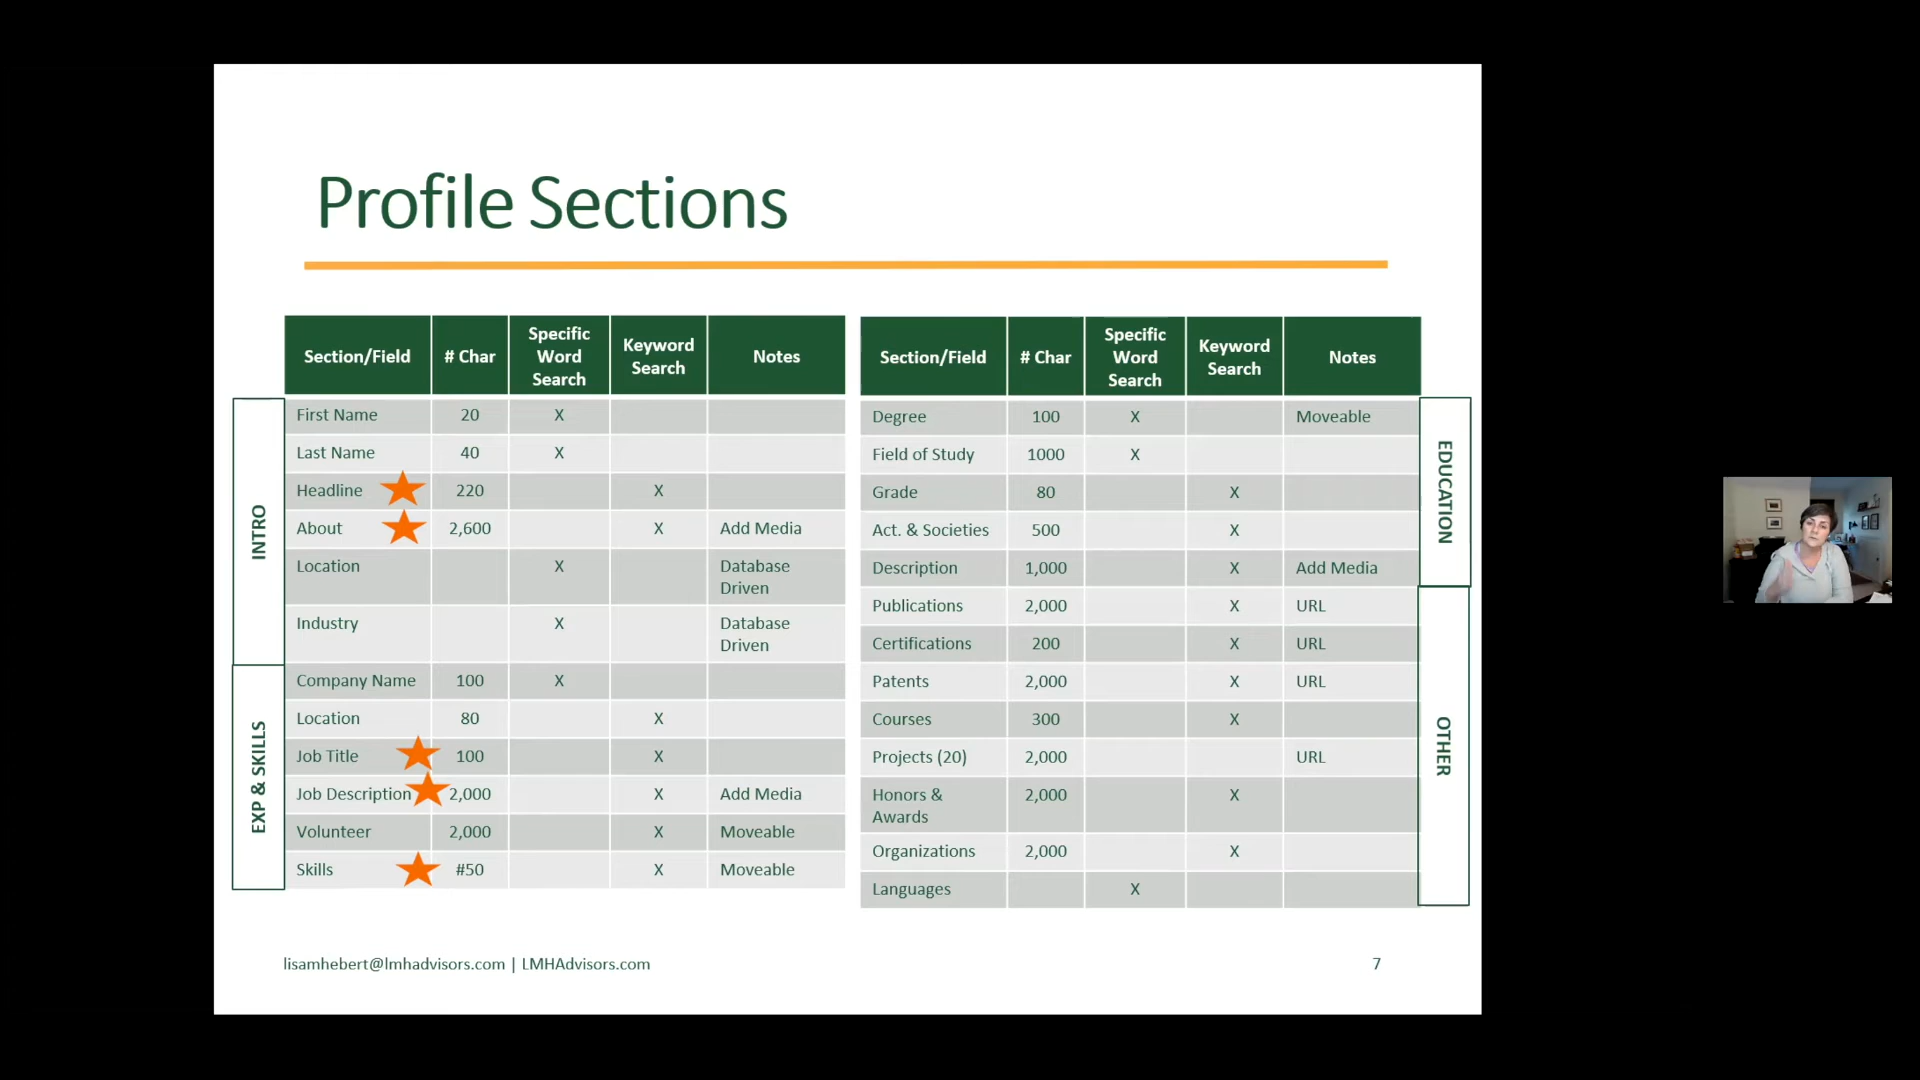 Profile Sections
Section/Field # Char Specific Word Search Keyword Search Notes
INTRO
First Name 20 X
Last Name 40 X
Headline 220 X
About 2,600 X Add Media
Location X Database Driven
Industry X Database Driven
EXP & SKILLS
Company Name 100 X
Location 80 X
Job Title 100 X
Job Description 2,000 X Add Media
Volunteer 2,000 X Moveable
Skills #50 X Moveable
Section/Field # Char Specific Word Search Keyword Search Notes
EDUCATION
Degree 100 X Moveable
Field of Study 1000 X
Grade 80 X
Act. & Societies 500 X
Description 1,000 X Add Media
OTHER
Publications 2,000 X URL
Certifications 200 X URL
Patents 2,000 X URL
Courses 300 X
Projects (20) 2,000 URL
Honors & Awards 2,000 X
Organizations 2,000 X
Languages X
lisamhebert@lmhadvisors.com | LMHAdvisors.com
7